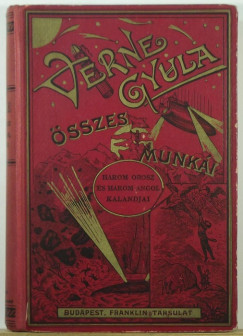 VERNE
GYULA
ÖSSZES
MUNKÁI
HÁROM OROSZ
ÉS HÁROM ANGOL
KALANDJAI
BUDAPEST, FRANKLIN-TÁRSULAT